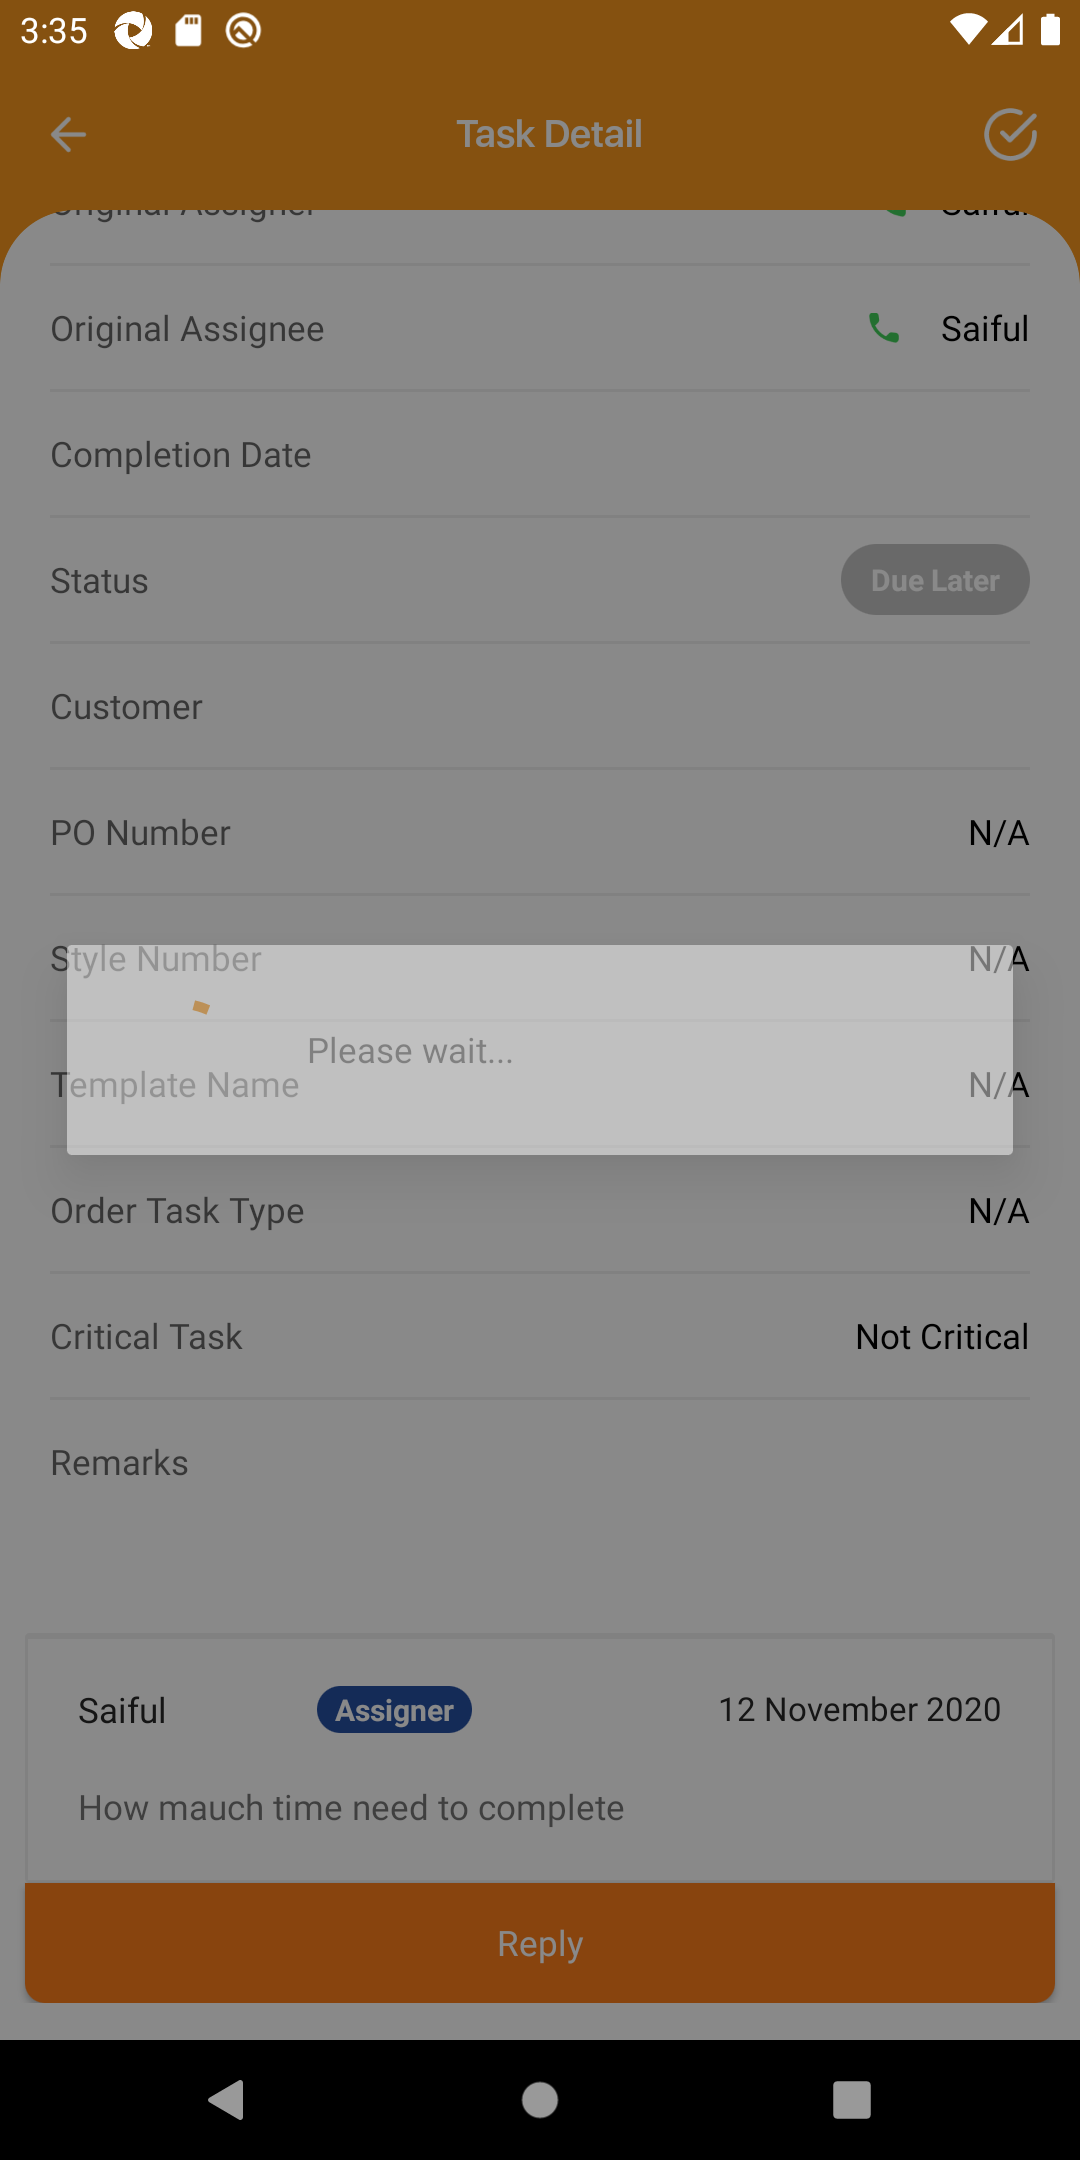 3:35
Task Detail
Original Assigner Saiful
Original Assignee Saiful
Completion Date
Status Due Later
Customer
PO Number N/A
Style Number N/A
Please wait...
Template Name N/A
Order Task Type N/A
Critical Task Not Critical
Remarks
Saiful Assigner 12 November 2020
How mauch time need to complete
Reply